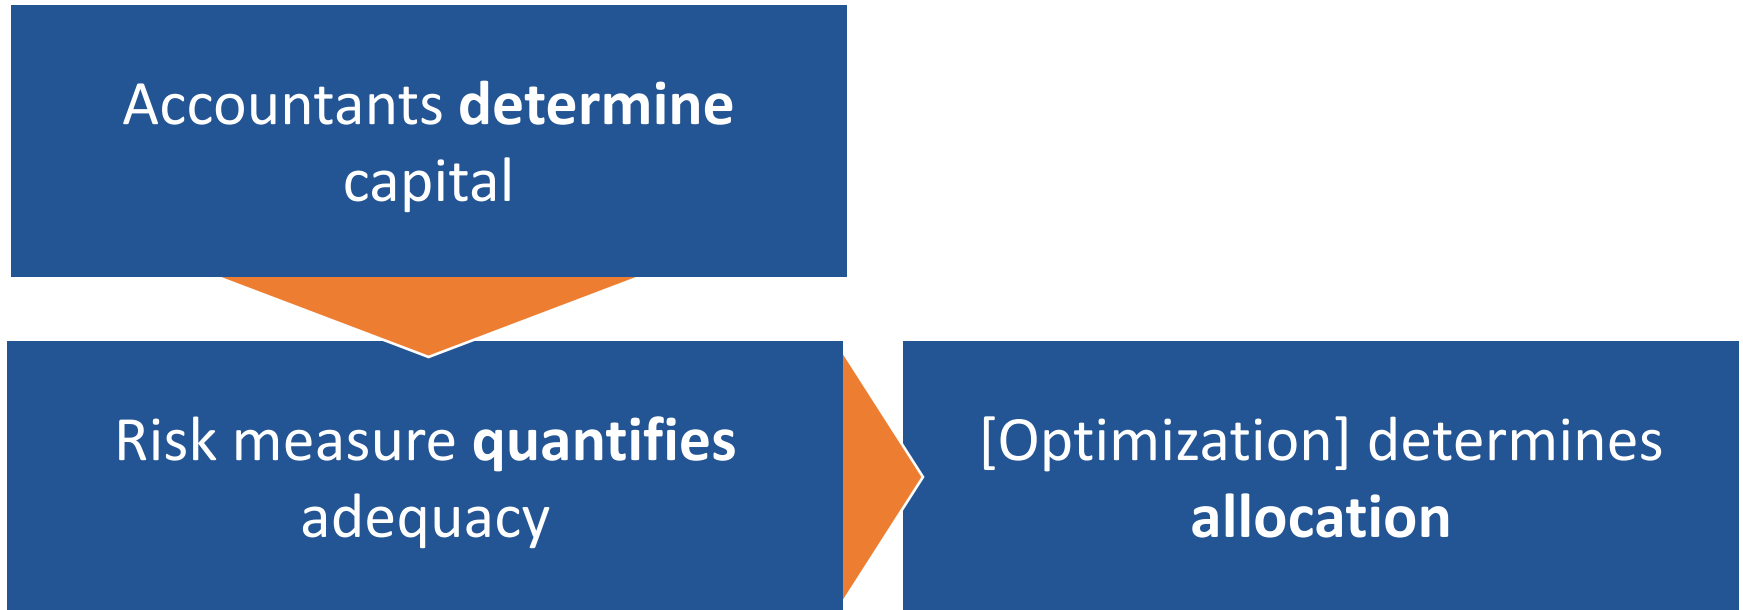 Accountants determine
capital
Risk measure quantifies
adequacy
[Optimization] determines
allocation